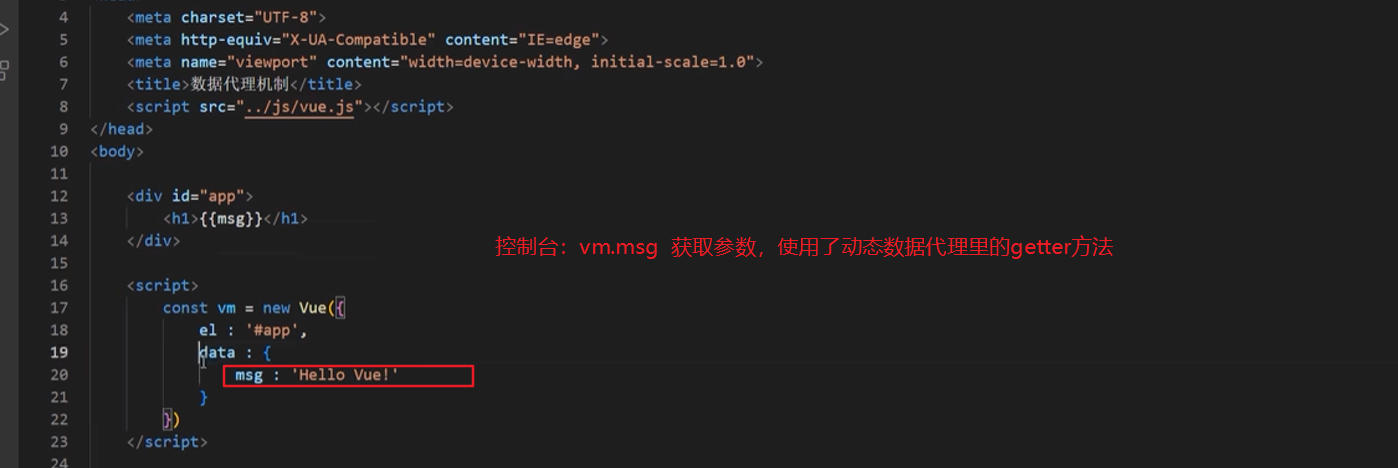 4 <meta charset="UTF-8">
5 <meta http-equiv="X-UA-Compatible" content="IE=edge">
6 <meta name="viewport" content="width=device-width, initial-scale=1.0">
7 <title>数据代理机制</title>
8 <script src="../js/vue.js"></script>
9 </head>
10 <body>
11
12 <div id="app">
13 <h1>{{msg}}</h1>
14 </div>
控制台：vm.msg 获取参数，使用了动态数据代理里的getter方法
15
16 <script>
17 const vm = new Vue({
18 el : '#app',
19 data : {
20 msg : 'Hello Vue!'
21 }
22 })
23 </script>
24